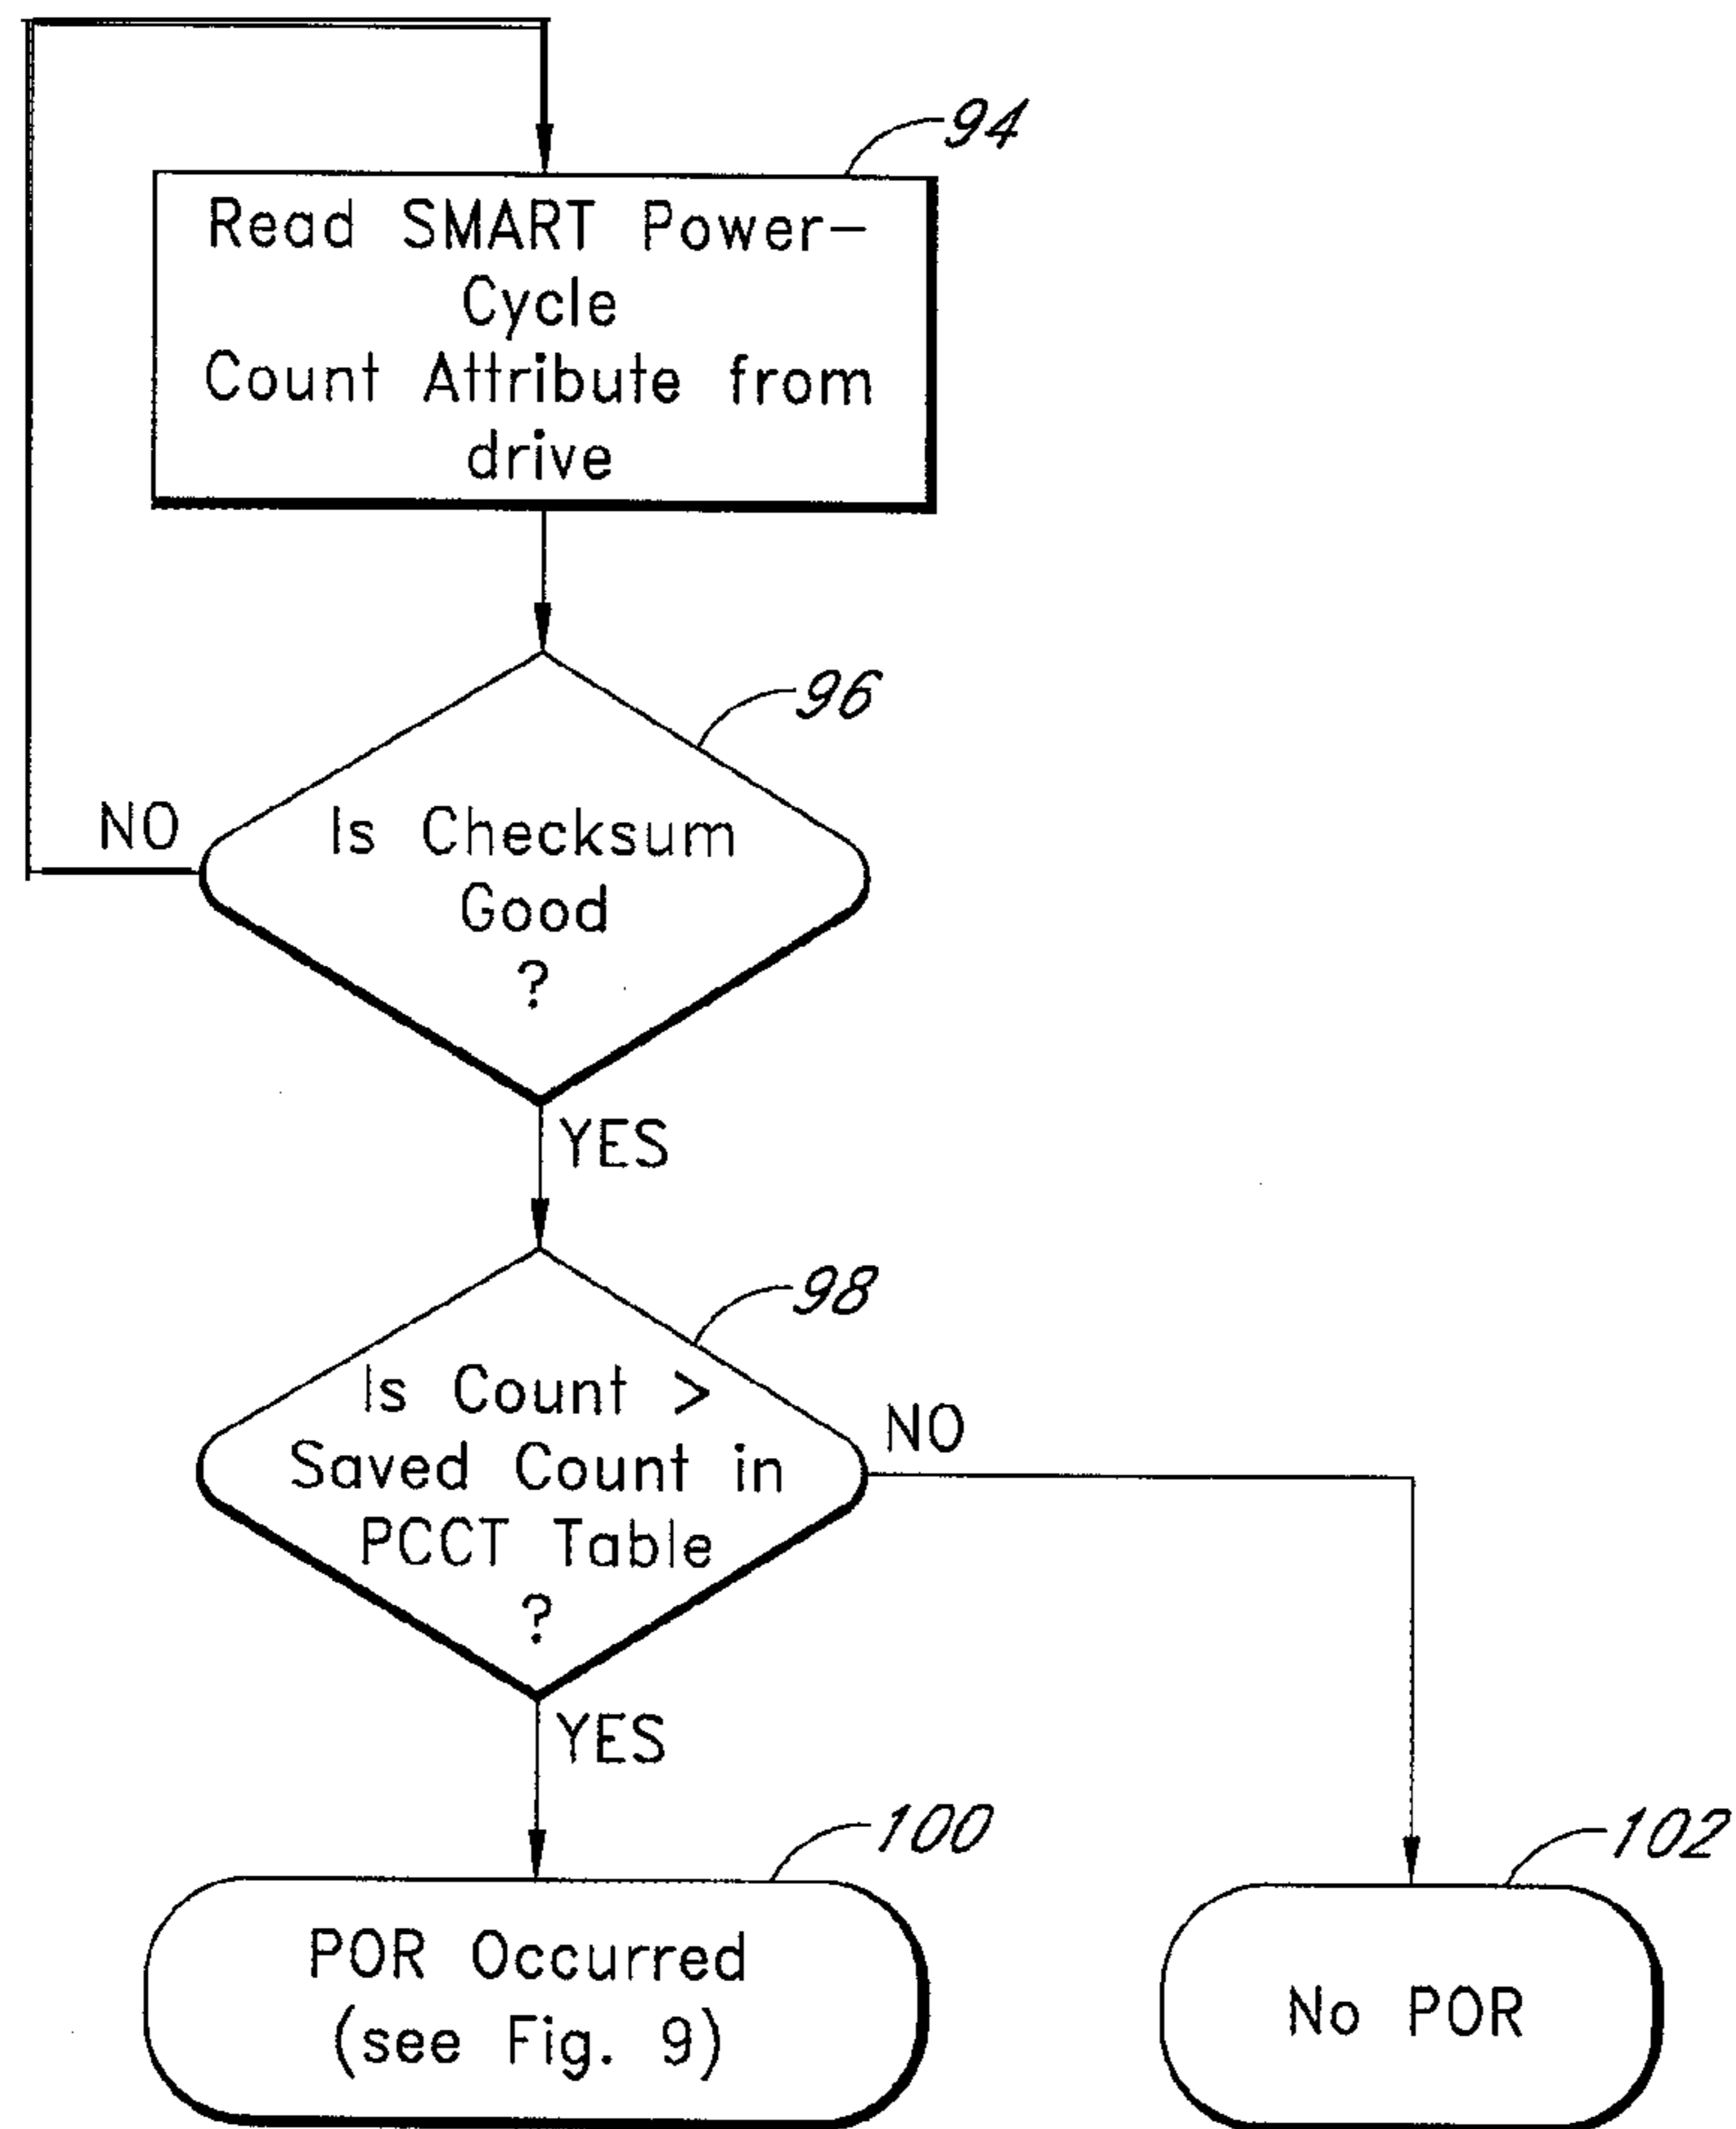 94
Read SMART Power-
Cycle
Count Attribute from
drive
96
NO
Is Checksum
Good
?
YES
98
Is Count >
Saved Count in
PCCT Table
?
NO
YES
100
POR Occurred
(see Fig. 9)
102
No POR